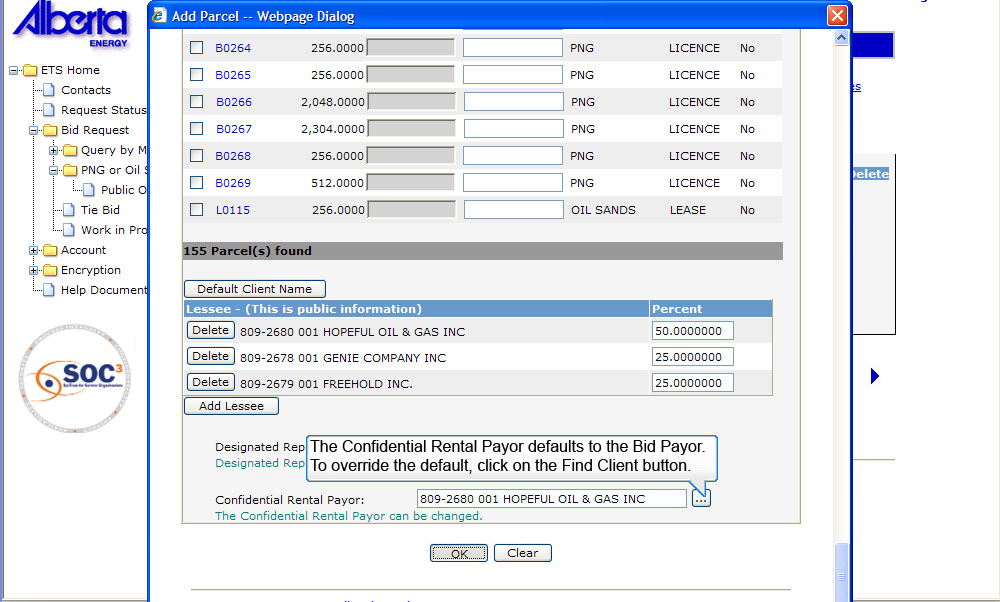 Alberta
ENERGY
Add Parcel -- Webpage Dialog
ETS Home
Contacts
Request Status
Bid Request
Query by M
PNG or Oil S
Public O
Tie Bid
Work in Pro
Account
Encryption
Help Document
SOC3
B0264 256.0000 PNG LICENCE No
B0265 256.0000 PNG LICENCE No
B0266 2,048.0000 PNG LICENCE No
B0267 2,304.0000 PNG LICENCE No
B0268 256.0000 PNG LICENCE No
B0269 512.0000 PNG LICENCE No
L0115 256.0000 OIL SANDS LEASE No
155 Parcel(s) found
Default Client Name
Lessee - (This is public information) Percent
Delete 809-2680 001 HOPEFUL OIL & GAS INC 50.0000000
Delete 809-2678 001 GENIE COMPANY INC 25.0000000
Delete 809-2679 001 FREEHOLD INC. 25.0000000
Add Lessee
Designated Rep
Designated Rep
The Confidential Rental Payor defaults to the Bid Payor.
To override the default, click on the Find Client button.
Confidential Rental Payor: 809-2680 001 HOPEFUL OIL & GAS INC ...
The Confidential Rental Payor can be changed.
OK Clear
es
Delete